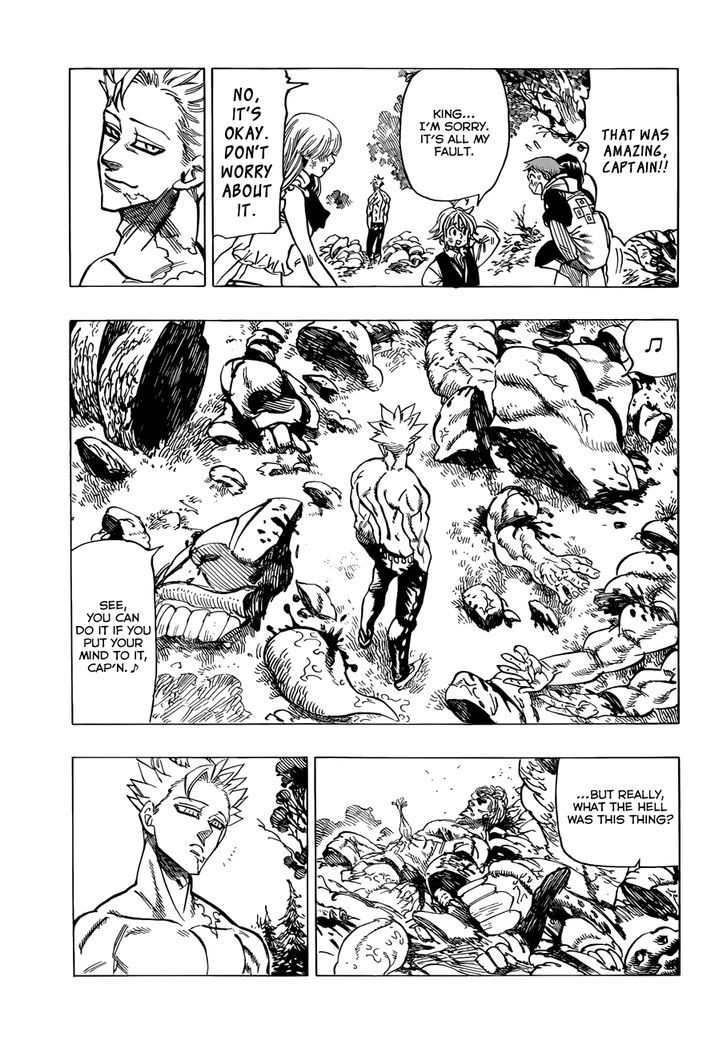 THAT WAS
AMAZING,
CAPTAIN!!
KING...
I'M SORRY.
IT'S ALL MY
FAULT.
NO,
IT'S
OKAY.
DON'T
WORRY
ABOUT
IT.
♫
SEE,
YOU CAN
DO IT IF YOU
PUT YOUR
MIND TO IT,
CAP'N.♪
...BUT REALLY,
WHAT THE HELL
WAS THIS THING?